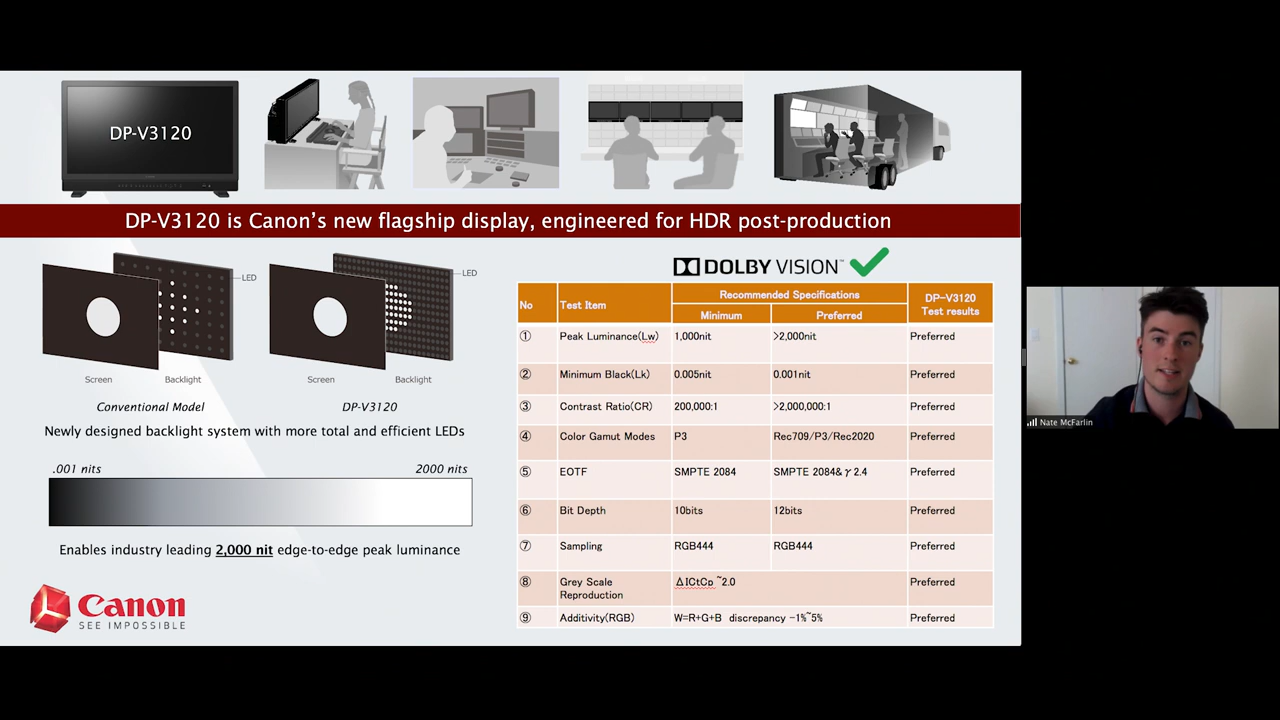 DP-V3120
DP-V3120 is Canon's new flagship display, engineered for HDR post-production
LED
Screen
Backlight
Conventional Model
LED
Screen
Backlight
DP-V3120
Newly designed backlight system with more total and efficient LEDs
.001 nits
2000 nits
Enables industry leading 2,000 nit edge-to-edge peak luminance
Canon
SEE IMPOSSIBLE
DOLBY VISION™
No Test Item Recommended Specifications DP-V3120 Test results
Minimum Preferred
① Peak Luminance(Lw) 1,000nit >2,000nit Preferred
② Minimum Black(Lk) 0.005nit 0.001nit Preferred
③ Contrast Ratio(CR) 200,000:1 >2,000,000:1 Preferred
④ Color Gamut Modes P3 Rec709/P3/Rec2020 Preferred
⑤ EOTF SMPTE 2084 SMPTE 2084&γ2.4 Preferred
⑥ Bit Depth 10bits 12bits Preferred
⑦ Sampling RGB444 RGB444 Preferred
⑧ Grey Scale Reproduction ΔICtCp ~2.0 Preferred
⑨ Additivity(RGB) W=R+G+B discrepancy -1%~5% Preferred
Nate McFarlin